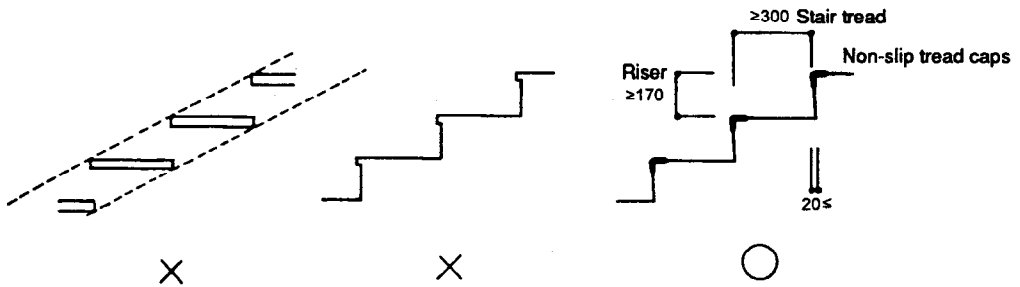 ≥300 Stair tread
Non-slip tread caps
Riser
≥170
20≤